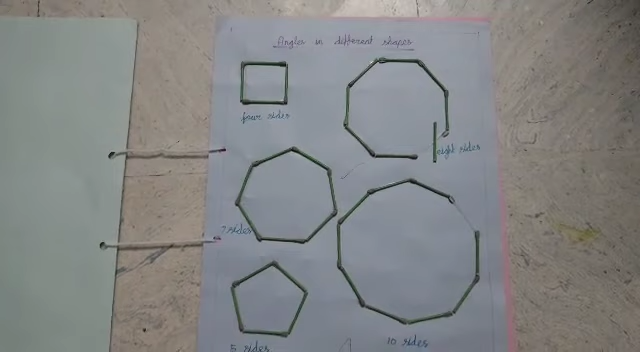 Angles in different shapes
four sides
eight sides
7 sides
5 sides
10 sides